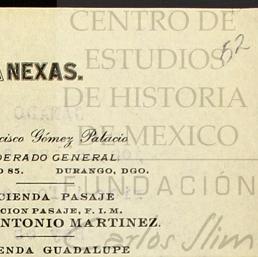 CENTRO DE
ESTUDIOS
52
NEXAS.
DE HISTORIA
cisco Gómez Palacio
DE MEXICO
DERADO GENERAL.
O 85. DURANGO, DGO.
FUNDACIÓN
CIENDA PASAJE
CION PASAJE, F. I. M.
ANTONIO MARTINEZ.
Carlos Slim
ENDA GUADALUPE